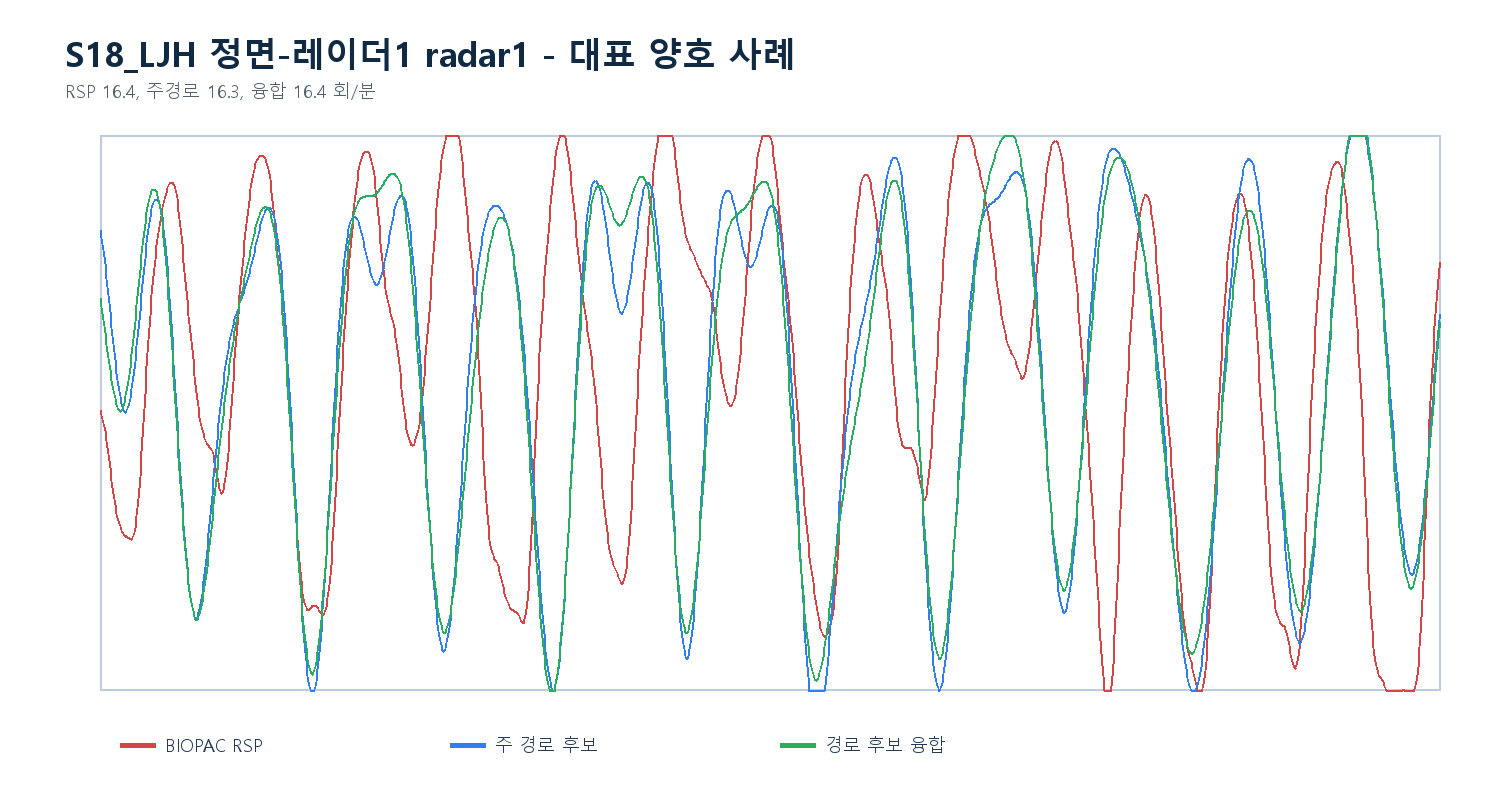 S18_LJH 정면-레이더1 radar1 - 대표 양호 사례
RSP 16.4, 주경로 16.3, 융합 16.4 회/분
BIOPAC RSP
주 경로 후보
경로 후보 융합